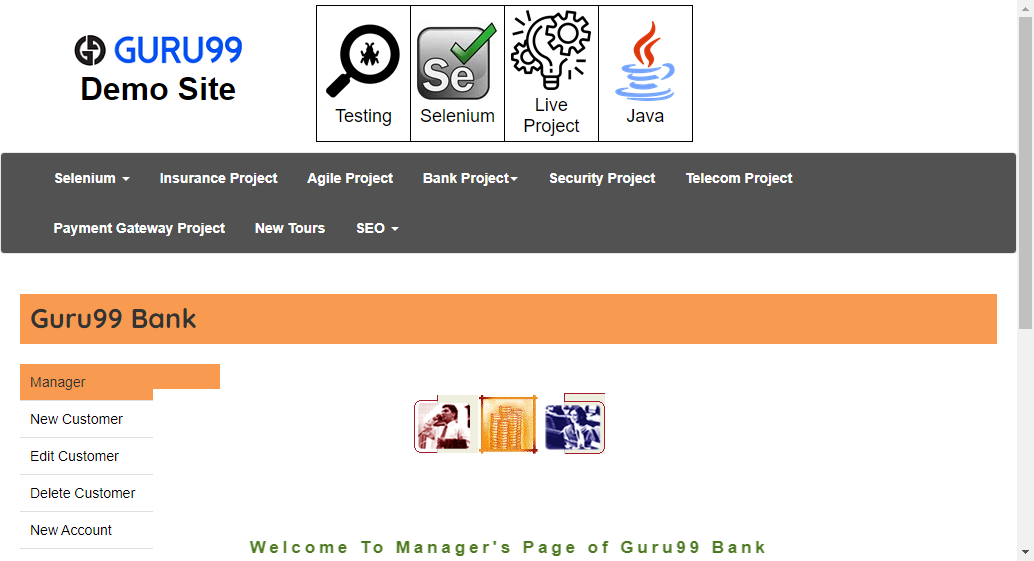 GURU99
Demo Site
Testing
Se
Selenium
Live
Project
Java
Selenium
Insurance Project
Agile Project
Bank Project
Security Project
Telecom Project
Payment Gateway Project
New Tours
SEO
Guru99 Bank
Manager
New Customer
Edit Customer
Delete Customer
New Account
Welcome To Manager's Page of Guru99 Bank